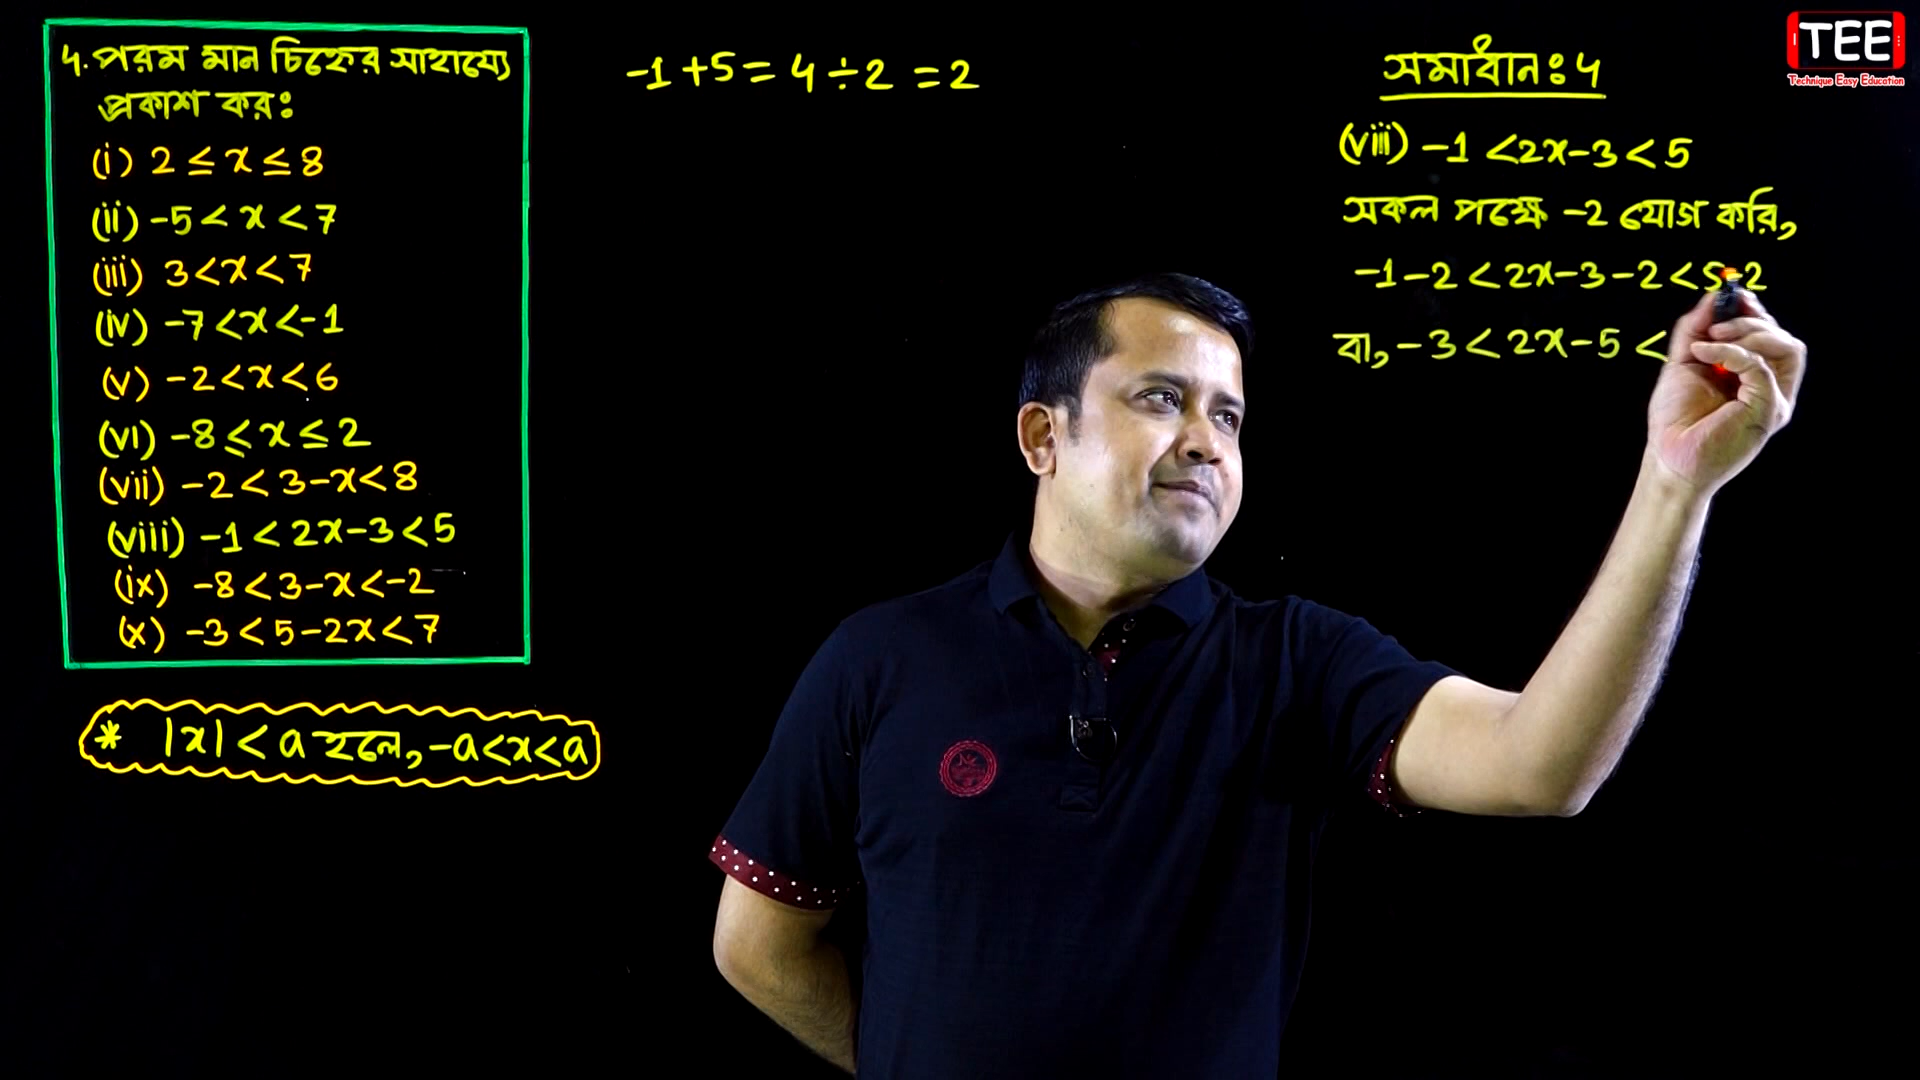 4. পরম মান চিহ্নের সাহায্যে
প্রকাশ কর:
(i) 2 ≤ x ≤ 8
(ii) -5 < x < 7
(iii) 3 < x < 7
(iv) -7 < x < -1
(v) -2 < x < 6
(vi) -8 ≤ x ≤ 2
(vii) -2 < 3-x < 8
(viii) -1 < 2x-3 < 5
(ix) -8 < 3-x < -2
(x) -3 < 5-2x < 7
* |x| < a হলে, -a < x < a
-1 + 5 = 4 ÷ 2 = 2
সমাধান: 4
(viii) -1 < 2x-3 < 5
সকল পক্ষে -2 যোগ করি,
-1-2 < 2x-3-2 < 5-2
বা, -3 < 2x-5 <
TEE
Technique Easy Education